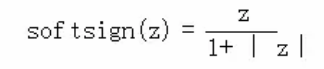 softsign(z) = z / 1+ | z |